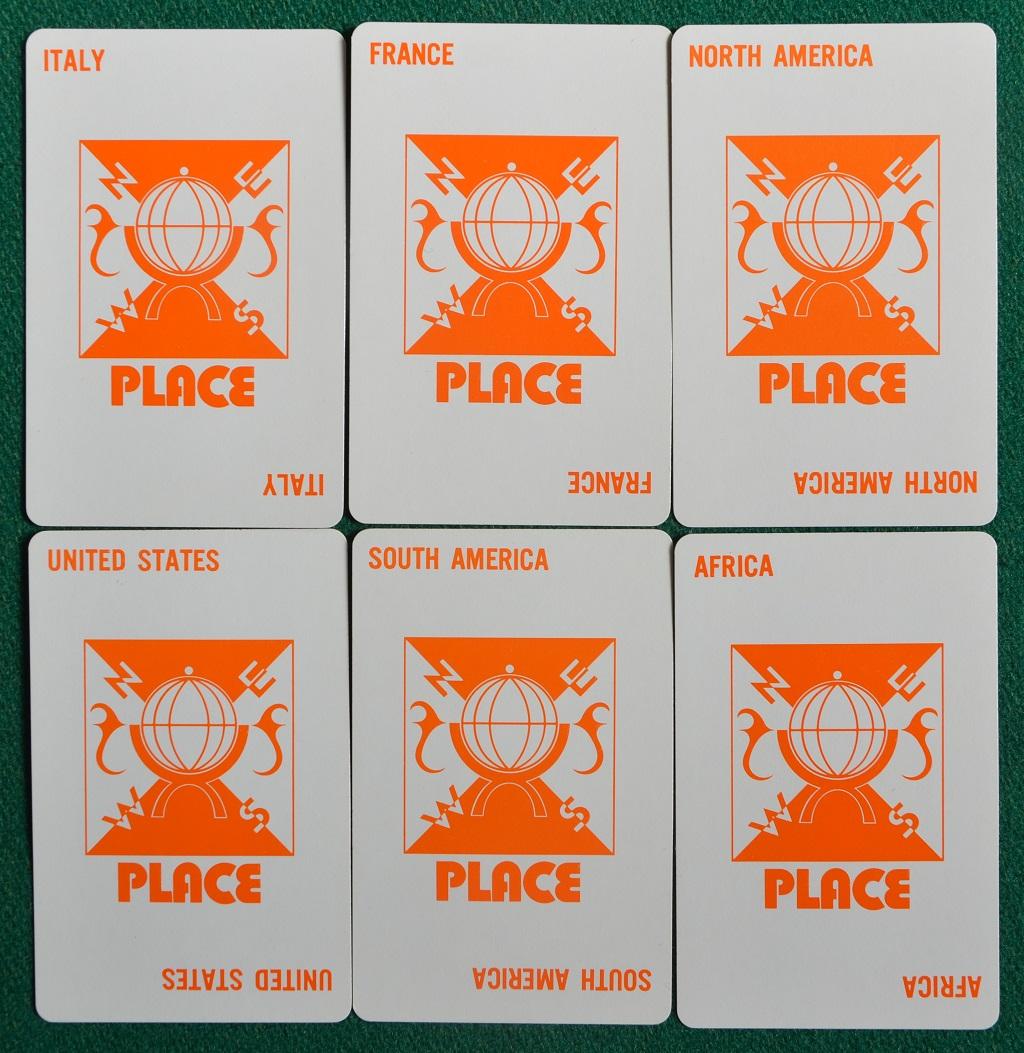 ITALY
N E
W S
PLACE
ITALY
FRANCE
N E
W S
PLACE
FRANCE
NORTH AMERICA
N E
W S
PLACE
NORTH AMERICA
UNITED STATES
N E
W S
PLACE
UNITED STATES
SOUTH AMERICA
N E
W S
PLACE
SOUTH AMERICA
AFRICA
N E
W S
PLACE
AFRICA